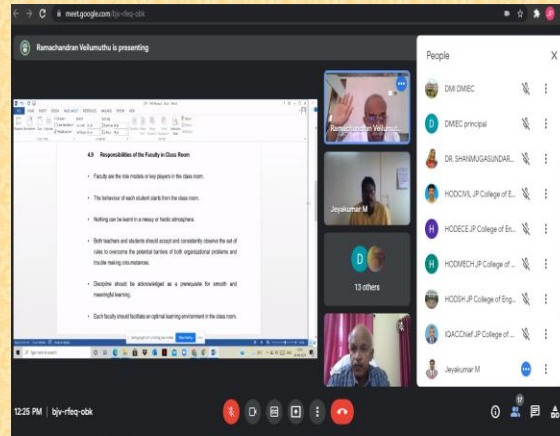 meet.google.com/bjv-rfeq-obk
Ramachandran Veilumuthu is presenting
People
X
4.9 Responsibilities of the Faculty in Class Room
• Faculty are the role models or key players in the class room.
• The behaviour of each student starts from the class room.
• Nothing can be learnt in a messy or hectic atmosphere.
• Both teachers and students should accept and consistently observe the set of
rules to overcome the potential barriers of both organizational problems and
trouble making circumstances.
• Discipline should be acknowledged as a prerequisite for smooth and
meaningful learning.
• Each faculty should facilitate an optimal learning environment in the class room.
Ramachandran Veilumut...
Jeyakumar M
D
13 others
DMI DMIEC
D
DMIEC principal
DR. SHANMUGASUNDAR...
HODCIVIL JP College of E...
H
HODECE JP College of En...
H
HODMECH JP College of ...
HODSH JP College of Eng...
IQACChief JP College of ...
Jeyakumar M
12:25 PM | bjv-rfeq-obk
17